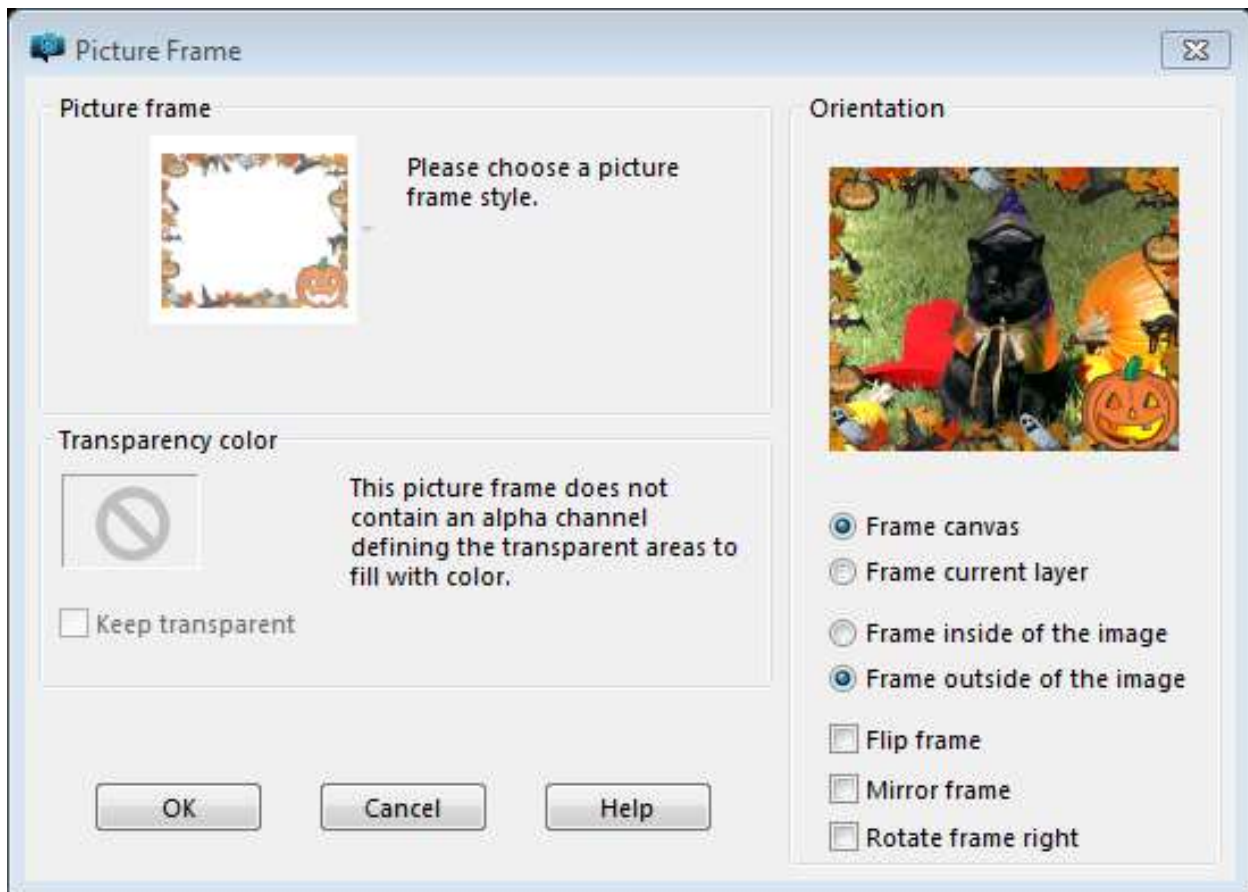 Picture Frame
Picture frame
Please choose a picture
frame style.
Transparency color
This picture frame does not
contain an alpha channel
defining the transparent areas to
fill with color.
Keep transparent
OK
Cancel
Help
Orientation
Frame canvas
Frame current layer
Frame inside of the image
Frame outside of the image
Flip frame
Mirror frame
Rotate frame right